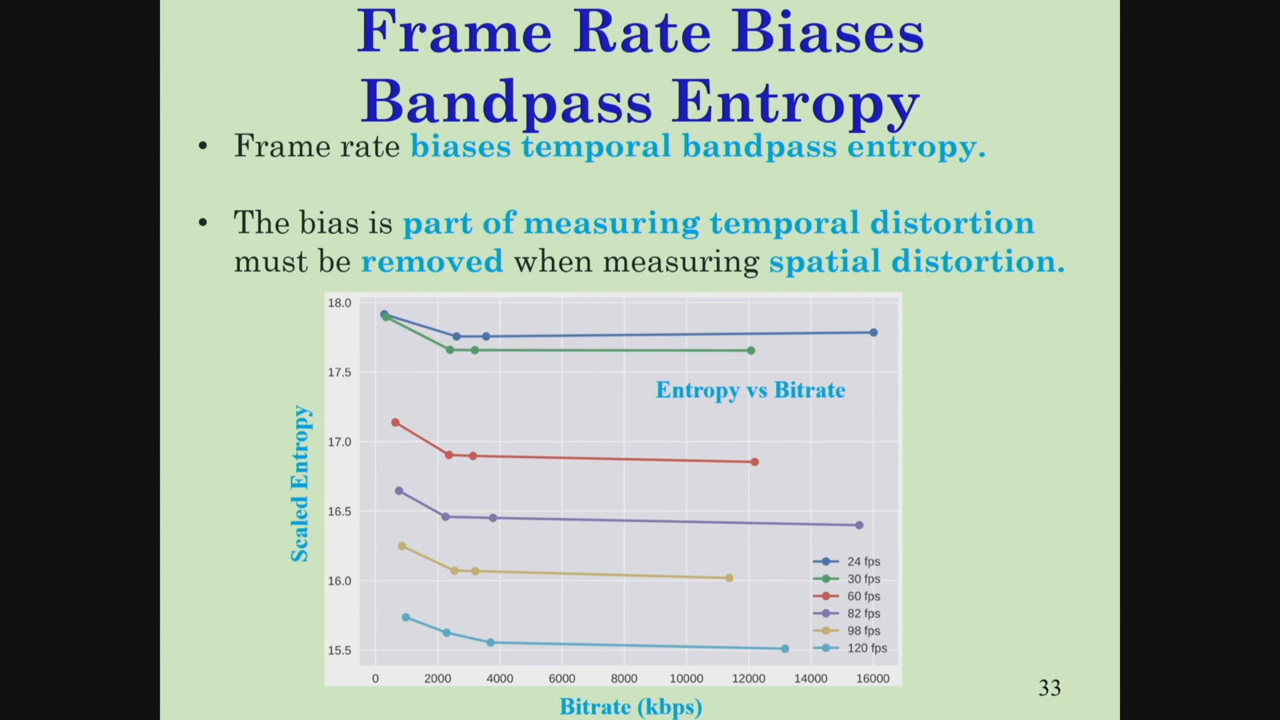 Frame Rate Biases
Bandpass Entropy
• Frame rate biases temporal bandpass entropy.
• The bias is part of measuring temporal distortion
must be removed when measuring spatial distortion.
18.0
17.5
17.0
16.5
16.0
15.5
Scaled Entropy
Entropy vs Bitrate
24 fps
30 fps
60 fps
82 fps
98 fps
120 fps
0 2000 4000 6000 8000 10000 12000 14000 16000
Bitrate (kbps)
33